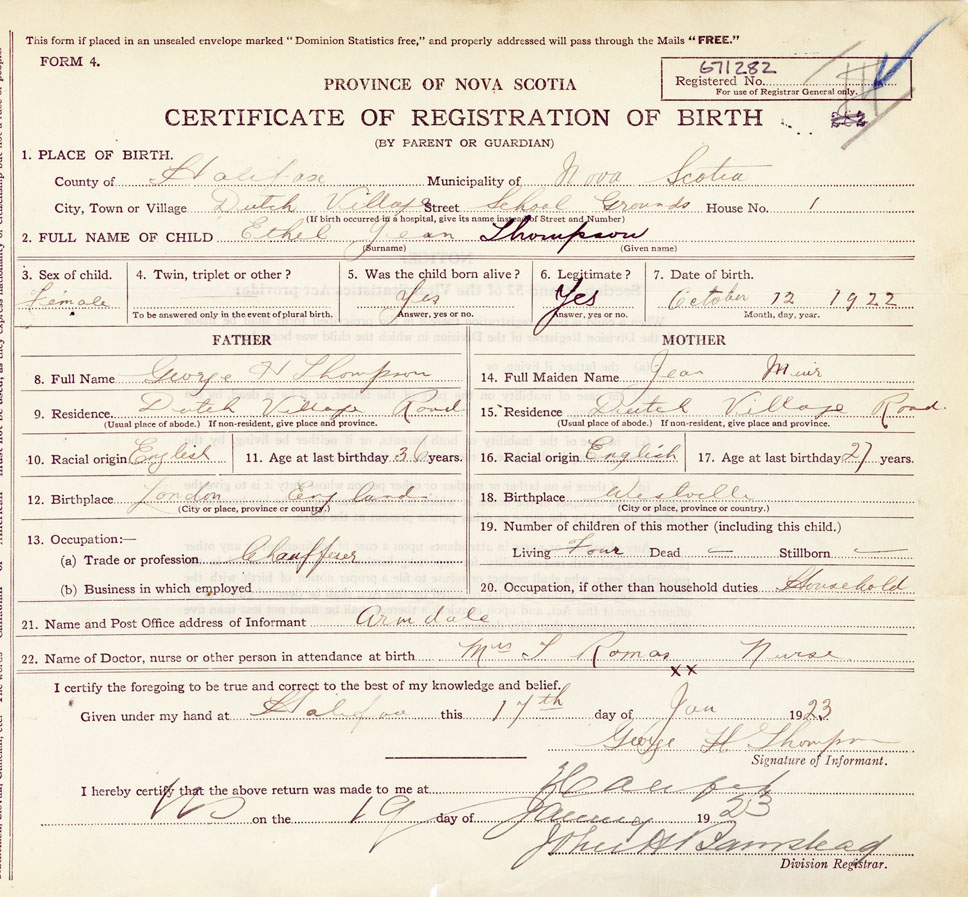 This form if placed in an unsealed envelope marked "Dominion Statistics free," and properly addressed will pass through the Mails "FREE."
FORM 4.
671282
Registered No.
For use of Registrar General only.
PROVINCE OF NOVA SCOTIA
CERTIFICATE OF REGISTRATION OF BIRTH
(BY PARENT OR GUARDIAN)
1. PLACE OF BIRTH.
County of Halifax Municipality of Nova Scotia
City, Town or Village Dutch Village Street School Grounds House No. 1
(If birth occurred in a hospital, give its name instead of Street and Number)
2. FULL NAME OF CHILD Ethel Jean Thompson
(Surname) (Given name)
3. Sex of child. 4. Twin, triplet or other? 5. Was the child born alive? 6. Legitimate? 7. Date of birth.
Female Yes Yes October 12 1922
To be answered only in the event of plural birth. Answer, yes or no. Answer, yes or no. Month, day, year.
FATHER MOTHER
8. Full Name George H Thompson 14. Full Maiden Name Jean Muir
9. Residence. Dutch Village Road 15. Residence Dutch Village Road.
(Usual place of abode.) If non-resident, give place and province. (Usual place of abode.) If non-resident, give place and province.
10. Racial origin English 11. Age at last birthday 36 years. 16. Racial origin English 17. Age at last birthday 27 years.
12. Birthplace London England 18. Birthplace Westville
(City or place, province or country.) (City or place, province or country.)
13. Occupation:— 19. Number of children of this mother (including this child.)
(a) Trade or profession Chauffeur Living Four Dead — Stillborn —
(b) Business in which employed 20. Occupation, if other than household duties Household
21. Name and Post Office address of Informant Armdale
22. Name of Doctor, nurse or other person in attendance at birth Mrs Romas Nurse
xx
I certify the foregoing to be true and correct to the best of my knowledge and belief.
Given under my hand at Halifax this 17th day of Jan 1923
George H Thompson
Signature of Informant.
I hereby certify that the above return was made to me at Halifax
NS on the 19 day of January 1923
John A Barnstead
Division Registrar.